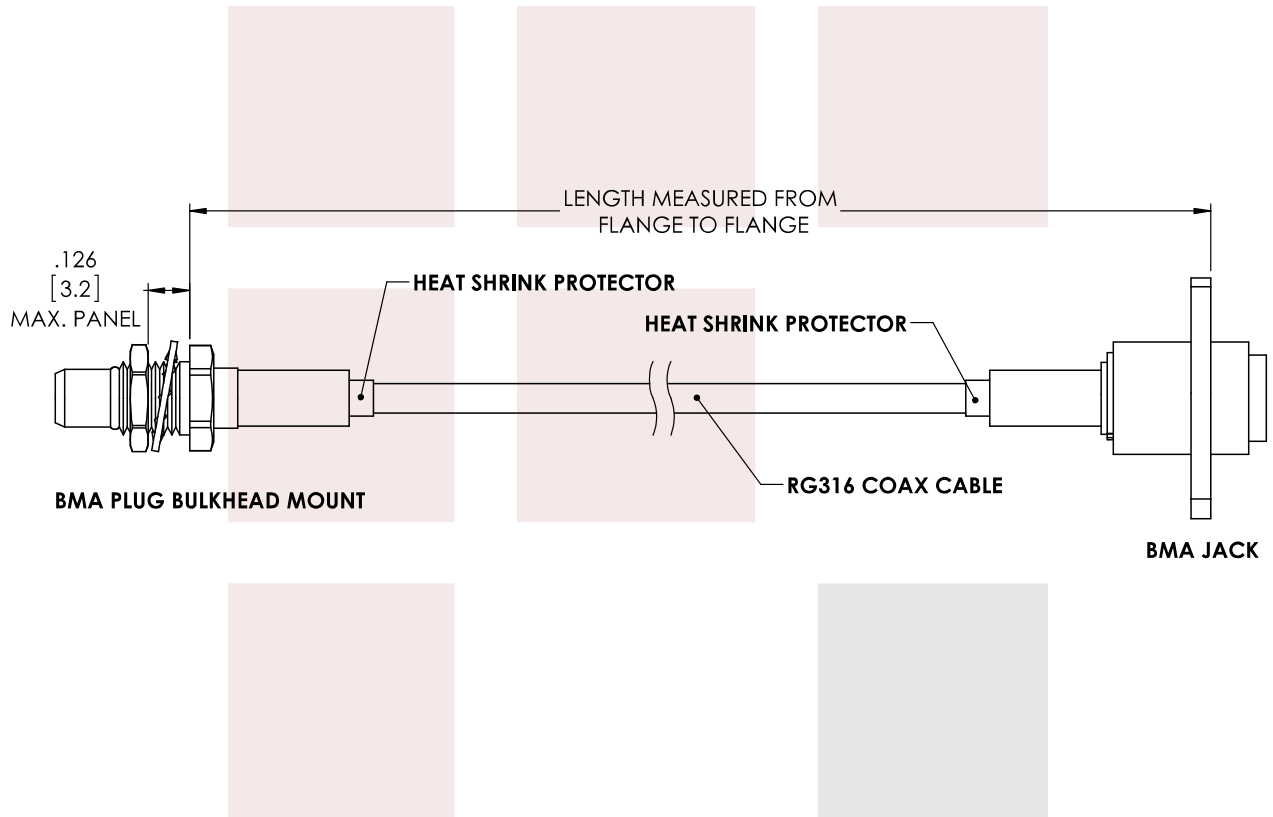 LENGTH MEASURED FROM
FLANGE TO FLANGE
.126
[3.2]
MAX. PANEL
HEAT SHRINK PROTECTOR
HEAT SHRINK PROTECTOR
RG316 COAX CABLE
BMA PLUG BULKHEAD MOUNT
BMA JACK